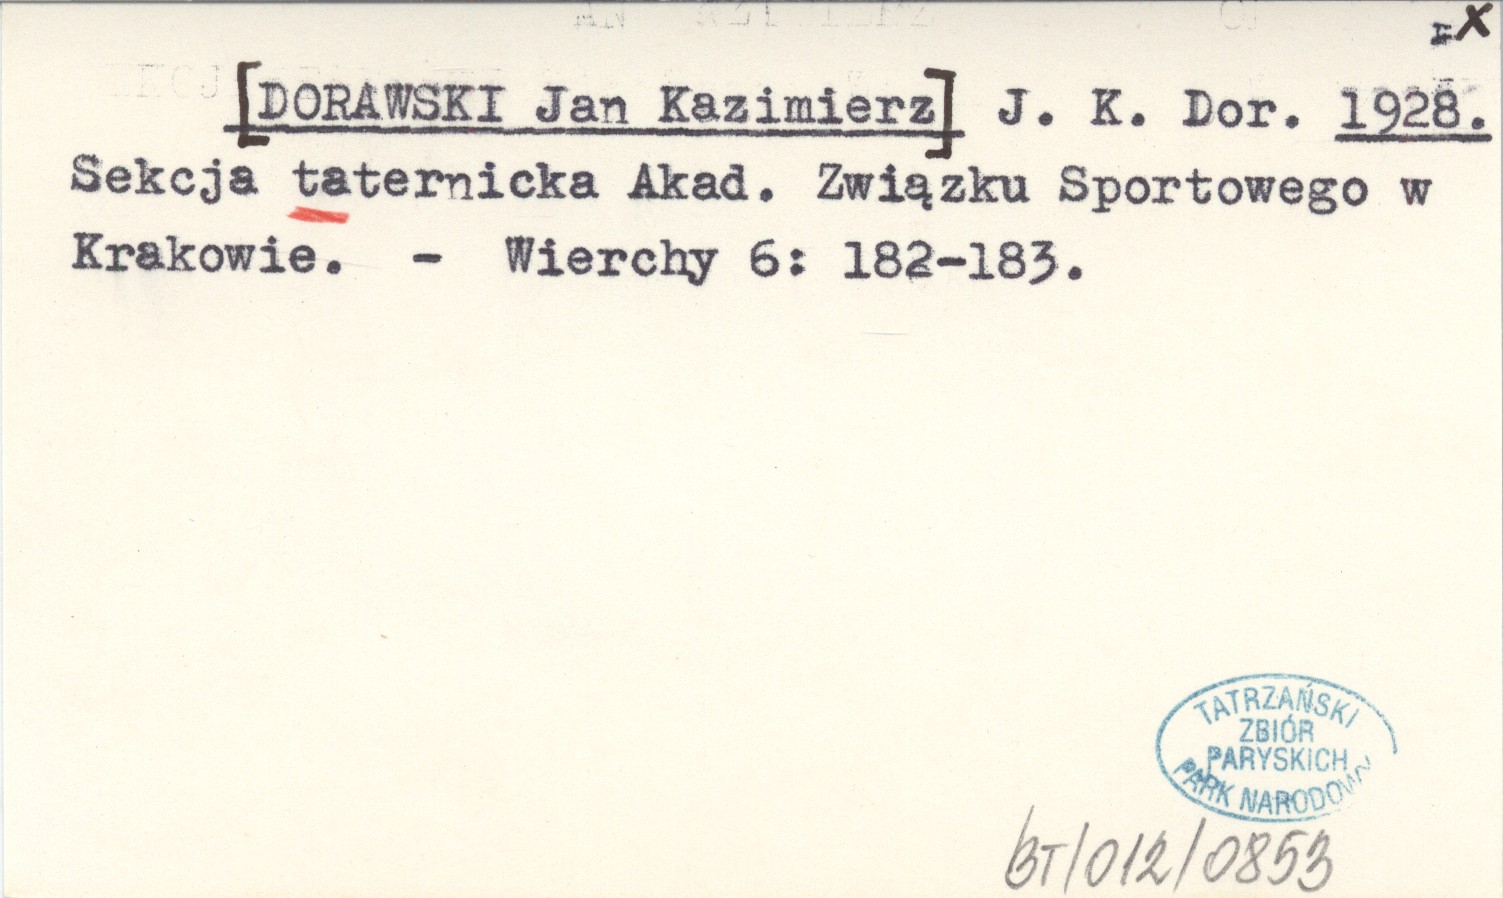 X
[DORAWSKI Jan Kazimierz] J. K. Dor. 1928.
Sekcja taternicka Akad. Związku Sportowego w
Krakowie. - Wierchy 6: 182-183.
TATRZAŃSKI
ZBIÓR
PARYSKICH
PARK NARODOWY
BT/012/0853